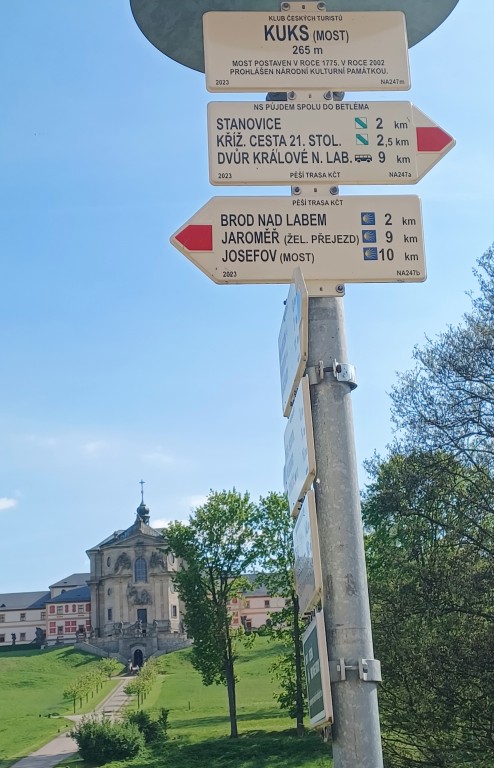 KLUB ČESKÝCH TURISTŮ
KUKS (MOST)
265 m
MOST POSTAVEN V ROCE 1775. V ROCE 2002
PROHLÁŠEN NÁRODNÍ KULTURNÍ PAMÁTKOU.
2023 NA247m
NS PŮJDEM SPOLU DO BETLÉMA
STANOVICE 2 km
KŘÍŽ. CESTA 21. STOL. 2,5 km
DVŮR KRÁLOVÉ N. LAB. 9 km
2023 PĚŠÍ TRASA KČT NA247a
PĚŠÍ TRASA KČT
BROD NAD LABEM 2 km
JAROMĚŘ (ŽEL. PŘEJEZD) 9 km
JOSEFOV (MOST) 10 km
2023 NA247b